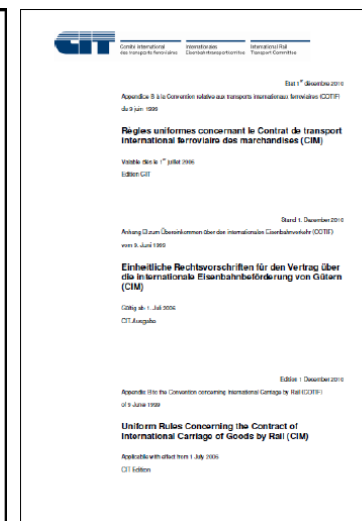 CIT
Comité international
des transports ferroviaires
Internationales
Eisenbahntransportkomitee
International Rail
Transport Committee
Etat 1er décembre 2010
Appendice B à la Convention relative aux transports internationaux ferroviaires (COTIF)
du 9 juin 1999
Règles uniformes concernant le Contrat de transport
international ferroviaire des marchandises (CIM)
Valable dès le 1er juillet 2006
Edition CIT
Stand 1. Dezember 2010
Anhang B zum Übereinkommen über den internationalen Eisenbahnverkehr (COTIF)
vom 9. Juni 1999
Einheitliche Rechtsvorschriften für den Vertrag über
die internationale Eisenbahnbeförderung von Gütern
(CIM)
Gültig ab 1. Juli 2006
CIT-Ausgabe
Edition 1 December 2010
Appendix B to the Convention concerning International Carriage by Rail (COTIF)
of 9 June 1999
Uniform Rules Concerning the Contract of
International Carriage of Goods by Rail (CIM)
Applicable with effect from 1 July 2006
CIT Edition